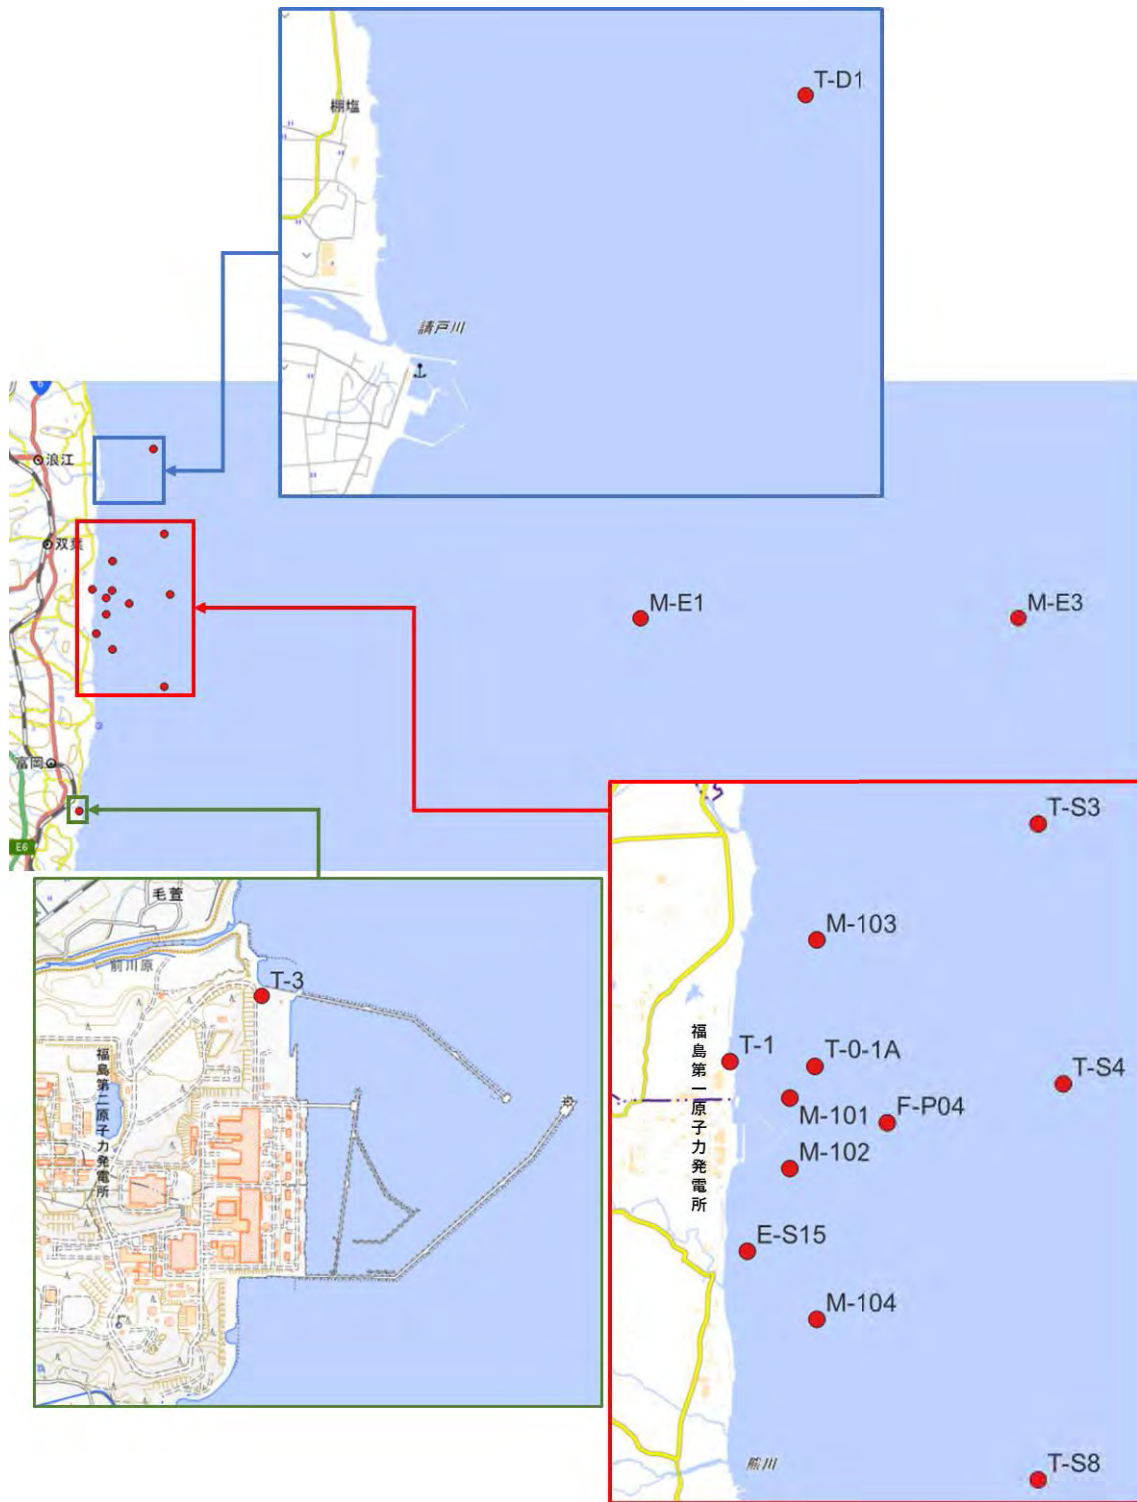 T-D1
棚塩
請戸川
6
浪江
双葉
M-E1
M-E3
富岡
E6
T-S3
毛萱
M-103
前川原
T-3
福島第一原子力発電所
T-1
T-0-1A
T-S4
福島第二原子力発電所
M-101
F-P04
M-102
E-S15
M-104
熊川
T-S8